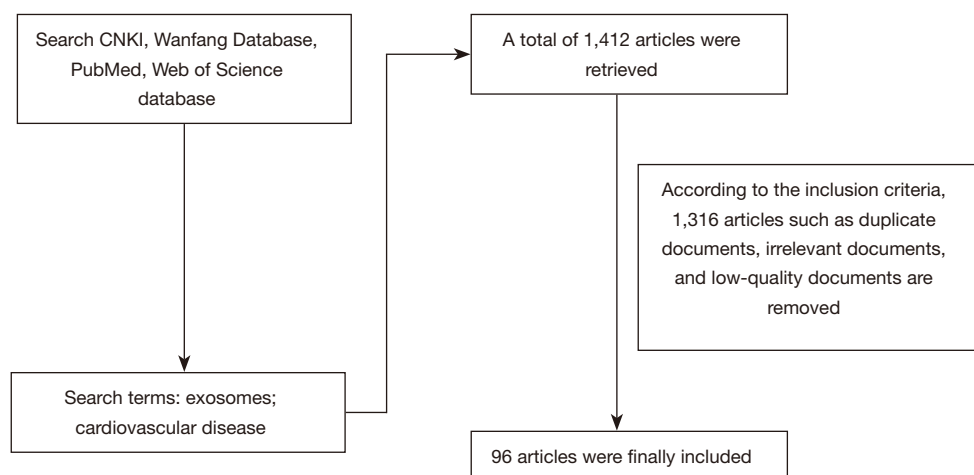 Search CNKI, Wanfang Database,
PubMed, Web of Science
database
Search terms: exosomes;
cardiovascular disease
A total of 1,412 articles were
retrieved
According to the inclusion criteria,
1,316 articles such as duplicate
documents, irrelevant documents,
and low-quality documents are
removed
96 articles were finally included